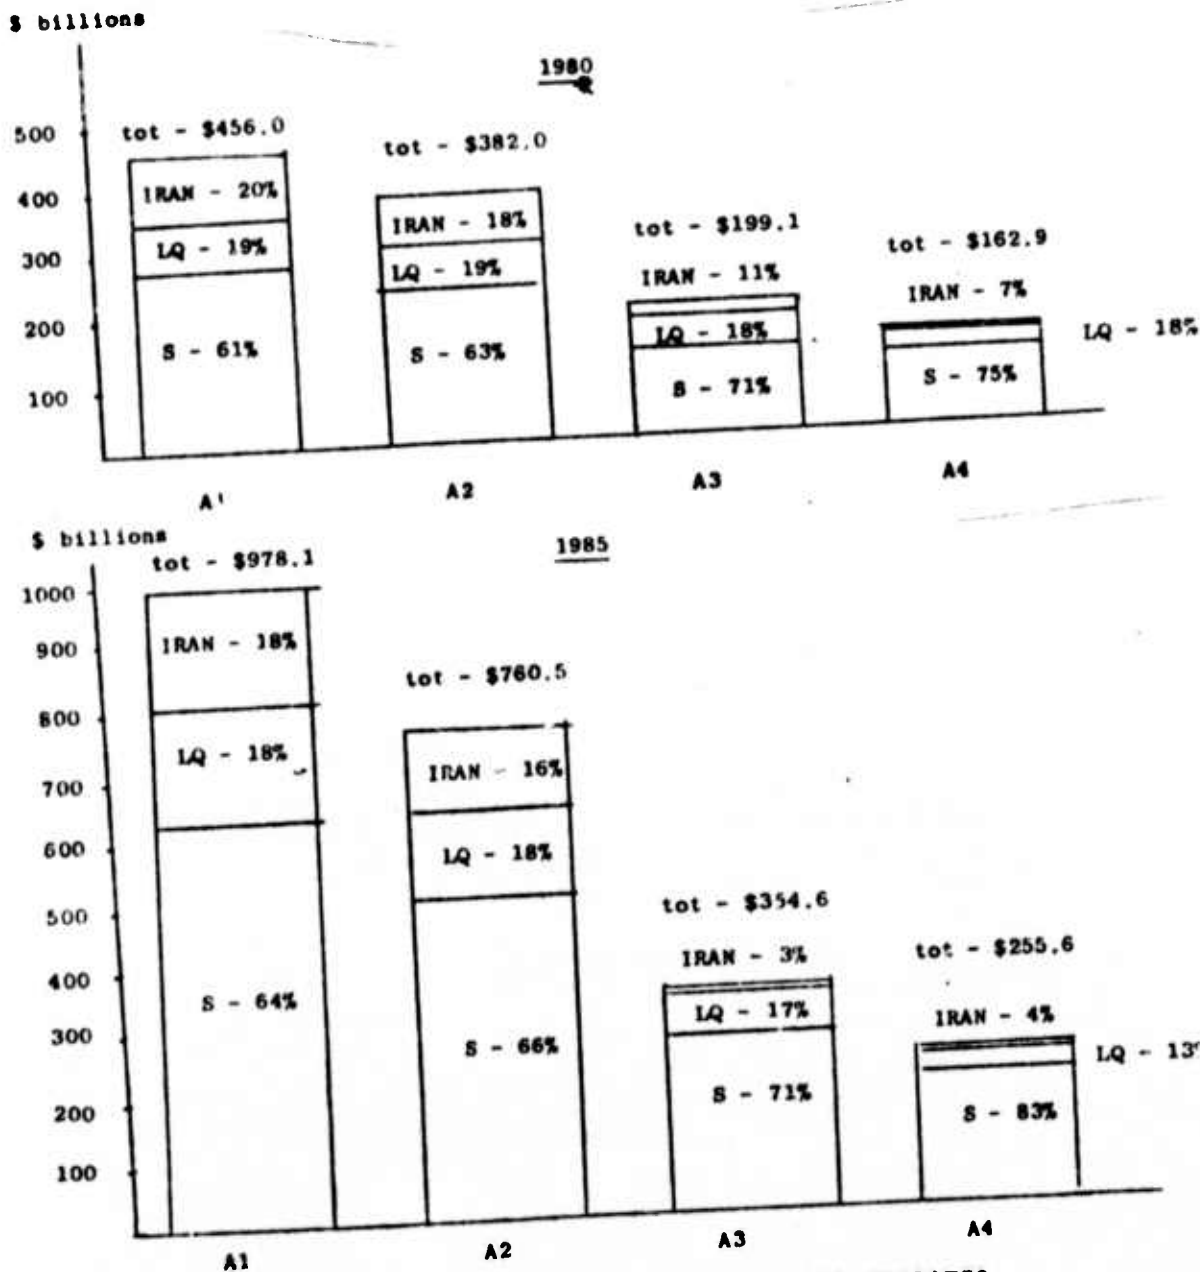 $ billions
1980
500
tot - $456.0
tot - $382.0
IRAN - 20%
400
IRAN - 18%
tot - $199.1
tot - $162.9
LQ - 19%
300
LQ - 19%
IRAN - 11%
IRAN - 7%
200
LQ - 18%
LQ - 18%
S - 61%
S - 63%
S - 71%
S - 75%
100
A1
A2
A3
A4
$ billions
1985
tot - $978.1
1000
IRAN - 18%
900
tot - $760.5
800
LQ - 18%
IRAN - 16%
700
600
LQ - 18%
500
tot - $354.6
tot - $255.6
IRAN - 3%
400
S - 64%
LQ - 17%
IRAN - 4%
300
S - 66%
LQ - 13%
200
S - 71%
S - 83%
100
A1
A2
A3
A4